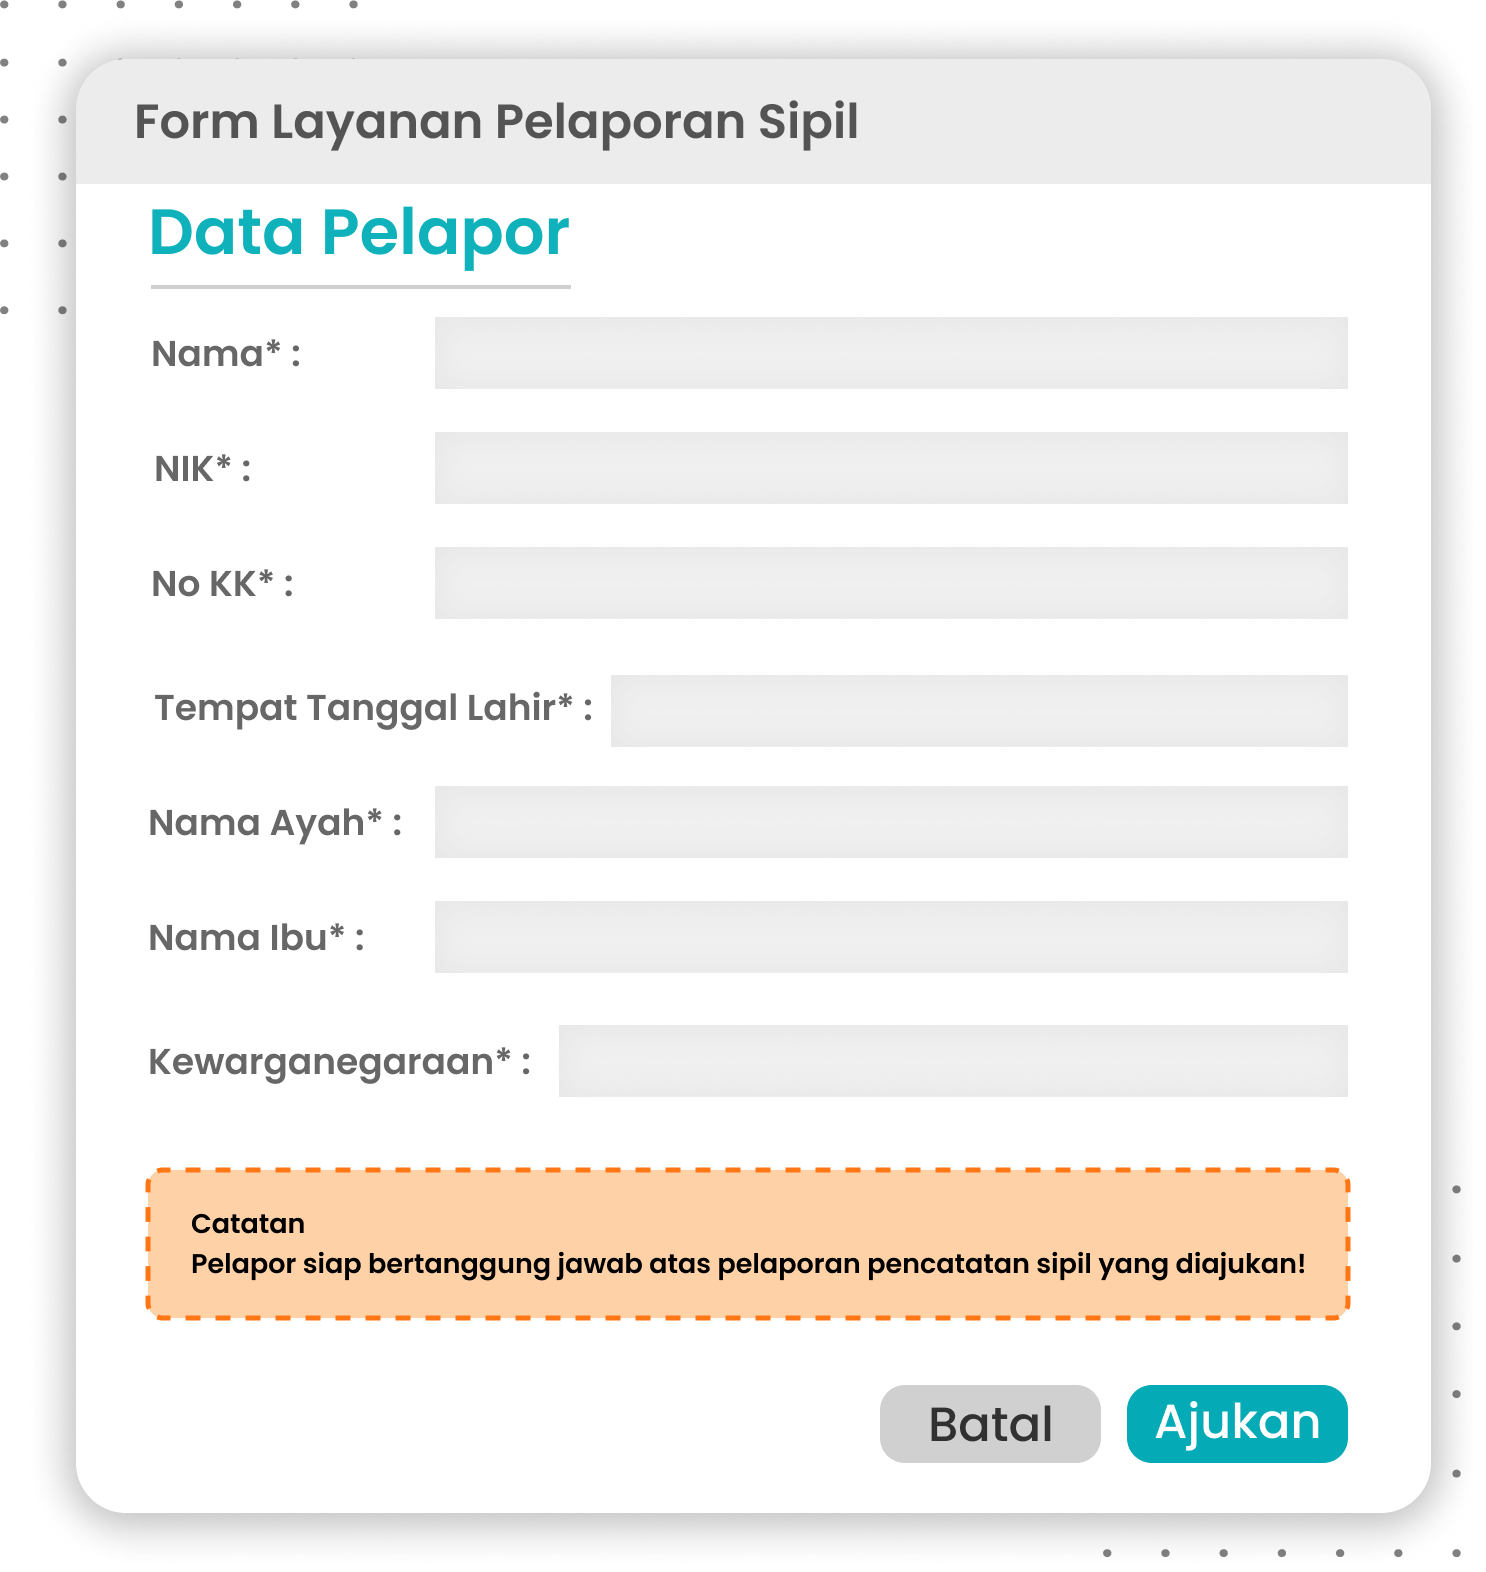 Form Layanan Pelaporan Sipil
Data Pelapor
Nama* :
NIK* :
No KK* :
Tempat Tanggal Lahir* :
Nama Ayah* :
Nama Ibu* :
Kewarganegaraan* :
Catatan
Pelapor siap bertanggung jawab atas pelaporan pencatatan sipil yang diajukan!
Batal Ajukan